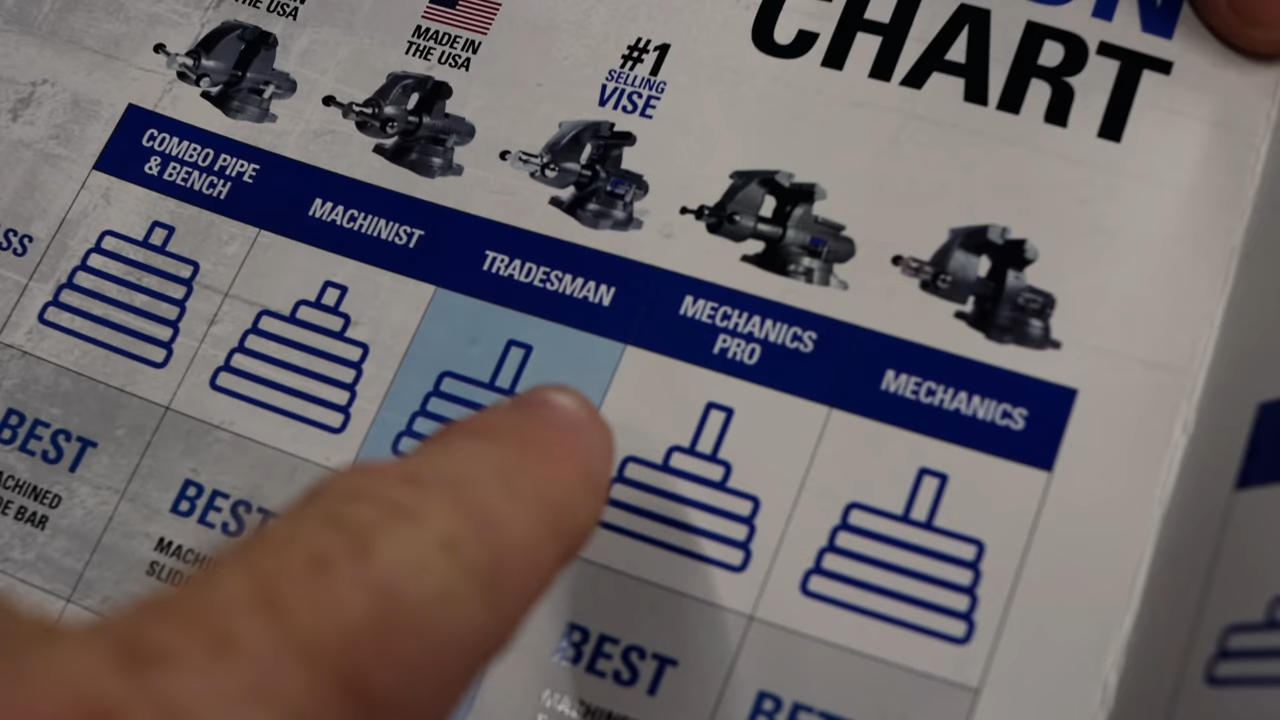 THE USA
MADE IN
THE USA
#1
SELLING
VISE
CHART
COMBO PIPE
& BENCH
MACHINIST
TRADESMAN
MECHANICS
PRO
MECHANICS
BEST
BEST
BEST